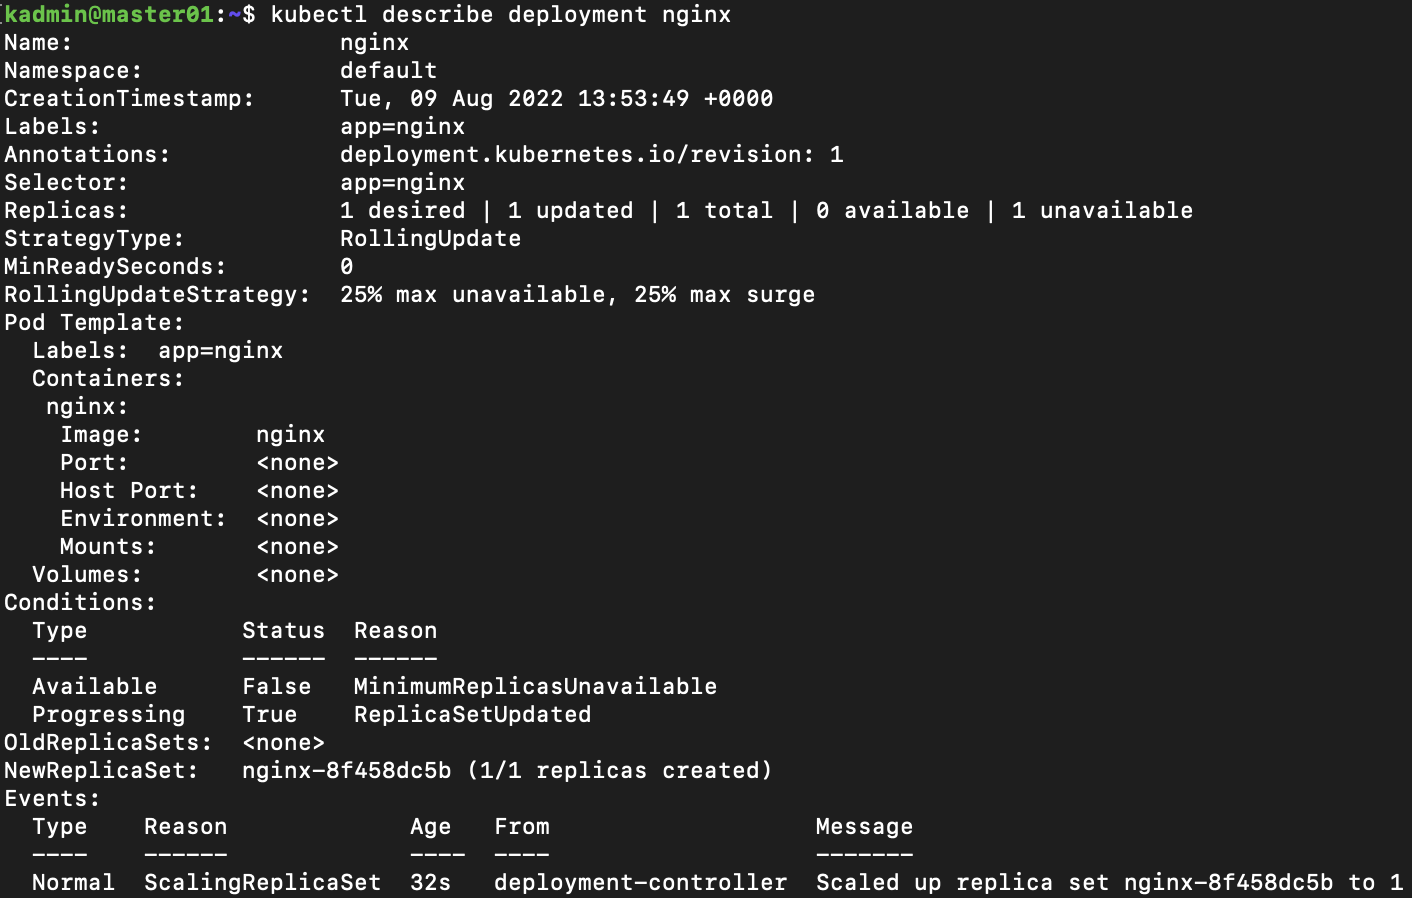 kadmin@master01:~$ kubectl describe deployment nginx
Name:                   nginx
Namespace:              default
CreationTimestamp:      Tue, 09 Aug 2022 13:53:49 +0000
Labels:                 app=nginx
Annotations:            deployment.kubernetes.io/revision: 1
Selector:               app=nginx
Replicas:               1 desired | 1 updated | 1 total | 0 available | 1 unavailable
StrategyType:           RollingUpdate
MinReadySeconds:        0
RollingUpdateStrategy:  25% max unavailable, 25% max surge
Pod Template:
  Labels:  app=nginx
  Containers:
   nginx:
    Image:        nginx
    Port:         <none>
    Host Port:    <none>
    Environment:  <none>
    Mounts:       <none>
  Volumes:        <none>
Conditions:
  Type           Status  Reason
  ----           ------  ------
  Available      False   MinimumReplicasUnavailable
  Progressing    True    ReplicaSetUpdated
OldReplicaSets:  <none>
NewReplicaSet:   nginx-8f458dc5b (1/1 replicas created)
Events:
  Type    Reason             Age   From                   Message
  ----    ------             ----  ----                   -------
  Normal  ScalingReplicaSet  32s   deployment-controller  Scaled up replica set nginx-8f458dc5b to 1